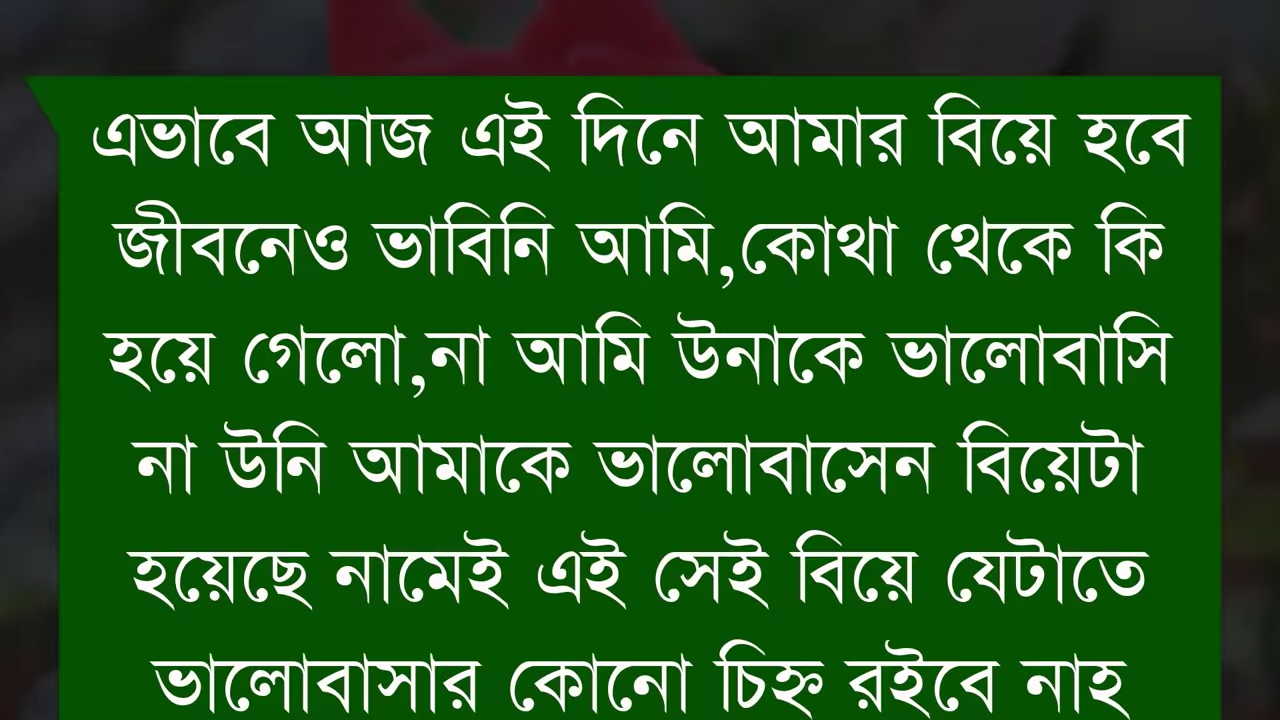 এভাবে আজ এই দিনে আমার বিয়ে হবে
জীবনেও ভাবিনি আমি,কোথা থেকে কি
হয়ে গেলো,না আমি উনাকে ভালোবাসি
না উনি আমাকে ভালোবাসেন বিয়েটা
হয়েছে নামেই এই সেই বিয়ে যেটাতে
ভালোবাসার কোনো চিহ্ন রইবে নাহ